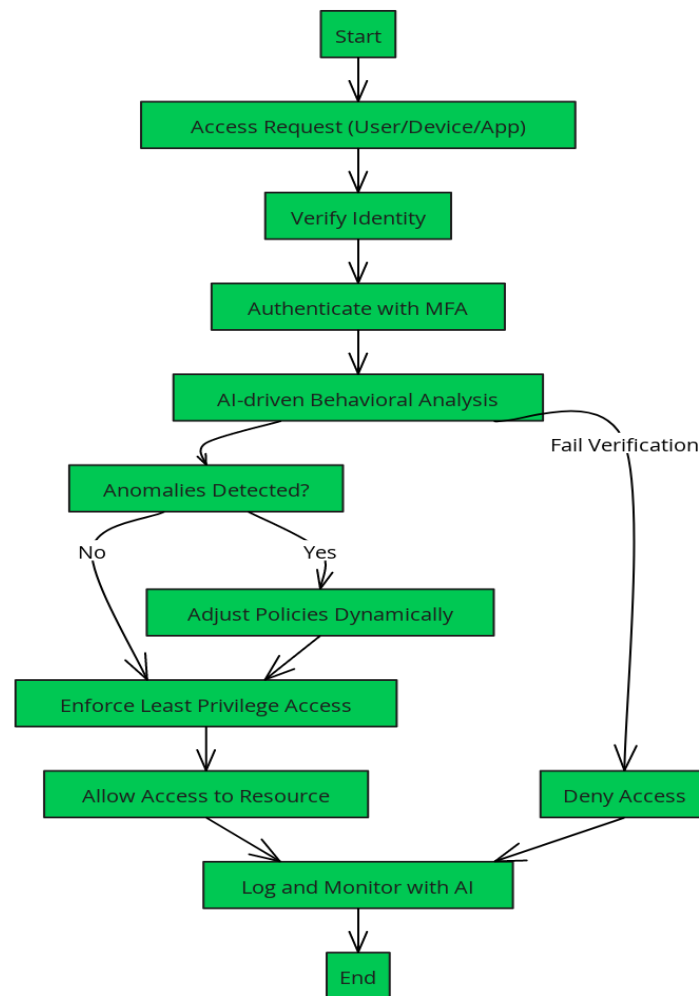 Start
Access Request (User/Device/App)
Verify Identity
Authenticate with MFA
AI-driven Behavioral Analysis
Fail Verification
Anomalies Detected?
No
Yes
Adjust Policies Dynamically
Enforce Least Privilege Access
Allow Access to Resource
Deny Access
Log and Monitor with AI
End